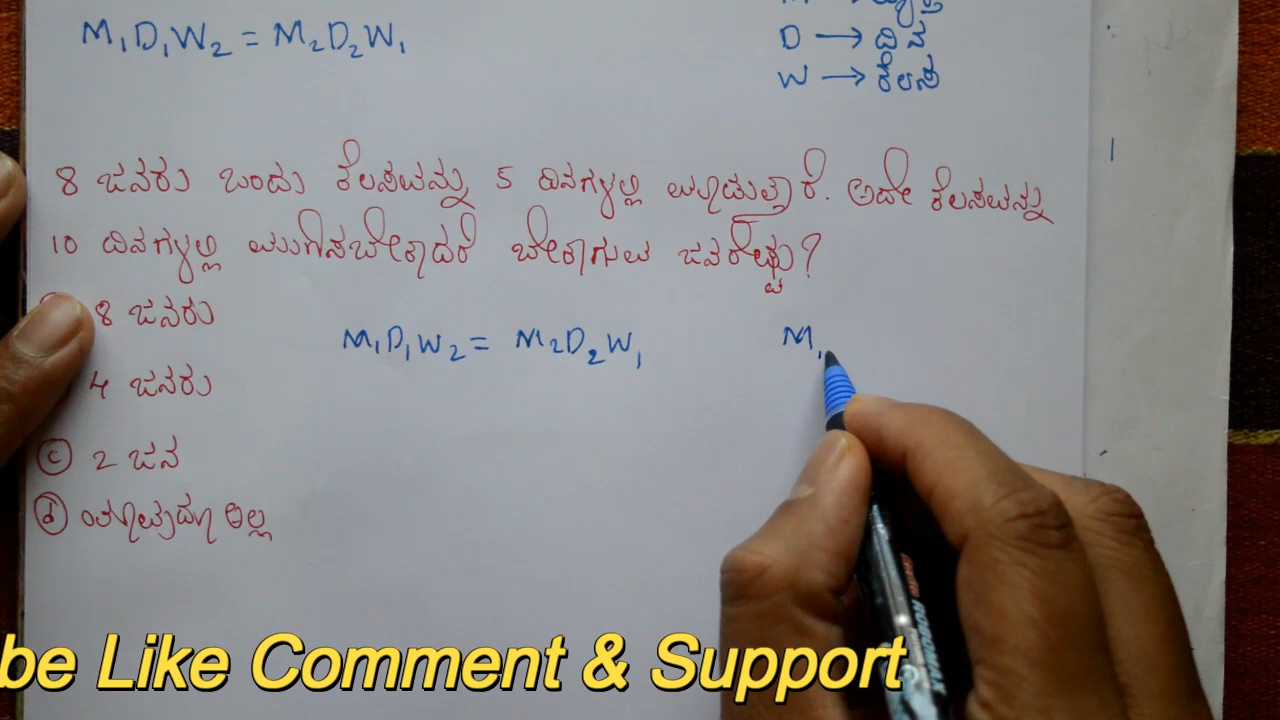 M₁D₁W₂ = M₂D₂W₁
D → ದಿನ
W → ಕೆಲಸ
8 ಜನರು ಒಂದು ಕೆಲಸವನ್ನು 5 ದಿನಗಳಲ್ಲಿ ಮಾಡುತ್ತಾರೆ. ಅದೇ ಕೆಲಸವನ್ನು
10 ದಿನಗಳಲ್ಲಿ ಮುಗಿಸಬೇಕಾದರೆ ಬೇಕಾಗುವ ಜನರೆಷ್ಟು?
8 ಜನರು
M₁D₁W₂ = M₂D₂W₁ M₁
4 ಜನರು
ⓒ 2 ಜನ
ⓓ ಯಾವುದೂ ಅಲ್ಲ
be Like Comment & Support